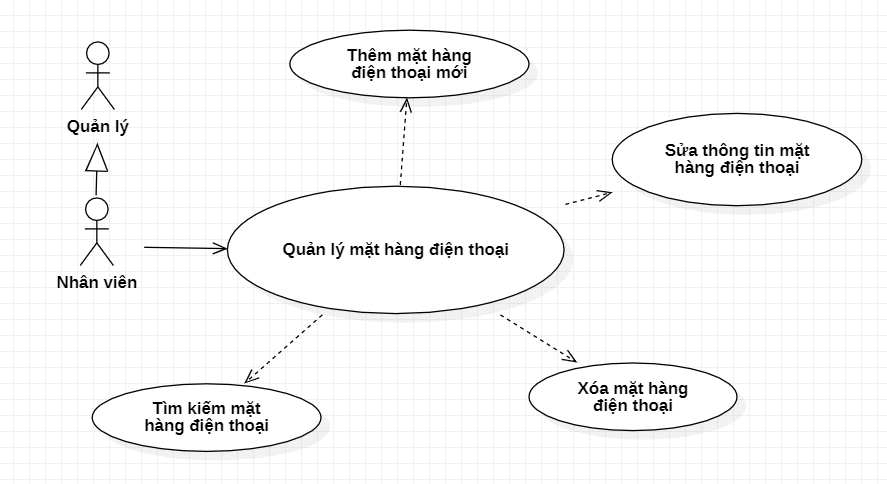 Thêm mặt hàng
điện thoại mới
Quản lý
Sửa thông tin mặt
hàng điện thoại
Quản lý mặt hàng điện thoại
Nhân viên
Xóa mặt hàng
điện thoại
Tìm kiếm mặt
hàng điện thoại